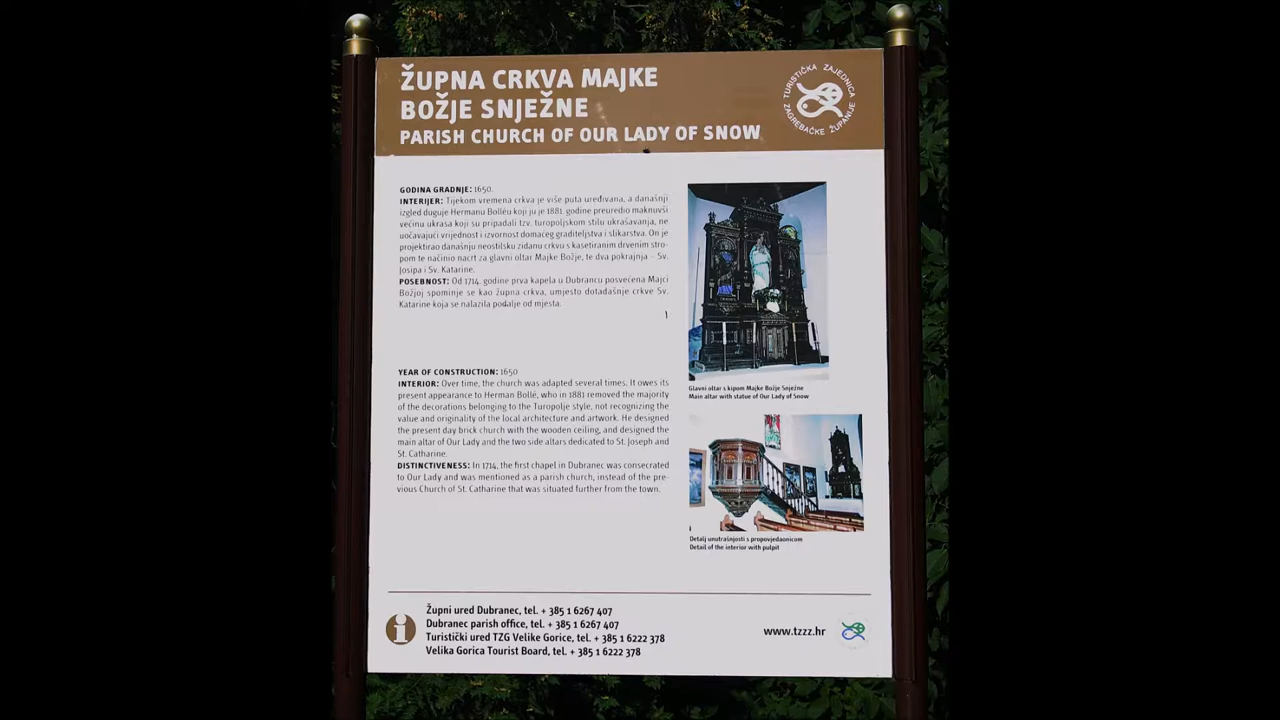 ŽUPNA CRKVA MAJKE
BOŽJE SNJEŽNE
PARISH CHURCH OF OUR LADY OF SNOW
TURISTIČKA ZAJEDNICA
ZAGREBAČKE ŽUPANIJE
GODINA GRADNJE: 1650.
INTERIJER: Tijekom vremena crkva je više puta uređivana, a današnji
izgled duguje Hermanu Bolléu koji ju je 1881. godine preuredio maknuvši
većinu ukrasa koji su pripadali tzv. turopoljskom stilu ukrašavanja, ne
uočavajući vrijednost i izvornost domaćeg graditeljstva i slikarstva. On je
projektirao današnju neostilsku zidanu crkvu s kasetiranim drvenim stro-
pom te načinio nacrt za glavni oltar Majke Božje, te dva pokrajnja – Sv.
Josipa i Sv. Katarine.
POSEBNOST: Od 1714. godine prva kapela u Dubrancu posvećena Majci
Božjoj spominje se kao župna crkva, umjesto dotadašnje crkve Sv.
Katarine koja se nalazila podalje od mjesta.
YEAR OF CONSTRUCTION: 1650
INTERIOR: Over time, the church was adapted several times. It owes its
present appearance to Herman Bollé, who in 1881 removed the majority
of the decorations belonging to the Turopolje style, not recognizing the
value and originality of the local architecture and artwork. He designed
the present day brick church with the wooden ceiling, and designed the
main altar of Our Lady and the two side altars dedicated to St. Joseph and
St. Catharine.
DISTINCTIVENESS: In 1714, the first chapel in Dubranec was consecrated
to Our Lady and was mentioned as a parish church, instead of the pre-
vious Church of St. Catharine that was situated further from the town.
Glavni oltar s kipom Majke Božje Snježne
Main altar with statue of Our Lady of Snow
Detalj unutrašnjosti s propovjedaonicom
Detail of the interior with pulpit
Župni ured Dubranec, tel. + 385 1 6267 407
Dubranec parish office, tel. + 385 1 6267 407
Turistički ured TZG Velike Gorice, tel. + 385 1 6222 378
Velika Gorica Tourist Board, tel. + 385 1 6222 378
www.tzzz.hr